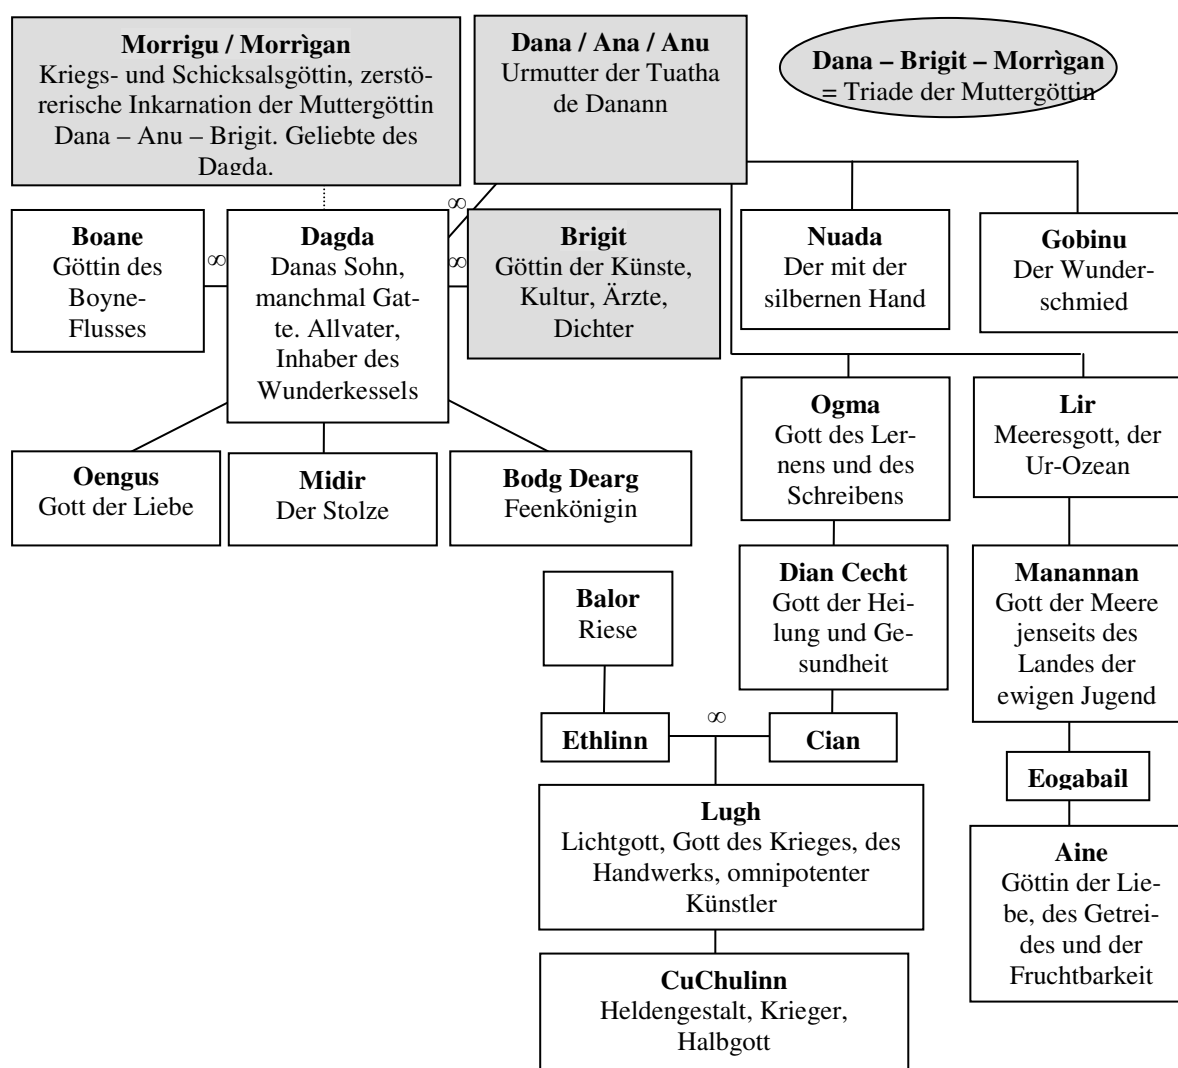 Morrigu / Morrìgan
Kriegs- und Schicksalsgöttin, zerstö-
rerische Inkarnation der Muttergöttin
Dana – Anu – Brigit. Geliebte des
Dagda.
Dana / Ana / Anu
Urmutter der Tuatha
de Danann
Dana – Brigit – Morrìgan
= Triade der Muttergöttin
∞
Boane
Göttin des
Boyne-
Flusses
∞
Dagda
Danas Sohn,
manchmal Gat-
te. Allvater,
Inhaber des
Wunderkessels
∞
Brigit
Göttin der Künste,
Kultur, Ärzte,
Dichter
Nuada
Der mit der
silbernen Hand
Gobinu
Der Wunder-
schmied
Ogma
Gott des Ler-
nens und des
Schreibens
Lir
Meeresgott, der
Ur-Ozean
Oengus
Gott der Liebe
Midir
Der Stolze
Bodg Dearg
Feenkönigin
Balor
Riese
Dian Cecht
Gott der Hei-
lung und Ge-
sundheit
Manannan
Gott der Meere
jenseits des
Landes der
ewigen Jugend
Ethlinn
∞
Cian
Eogabail
Lugh
Lichtgott, Gott des Krieges, des
Handwerks, omnipotenter
Künstler
Aine
Göttin der Lie-
be, des Getrei-
des und der
Fruchtbarkeit
CuChulinn
Heldengestalt, Krieger,
Halbgott